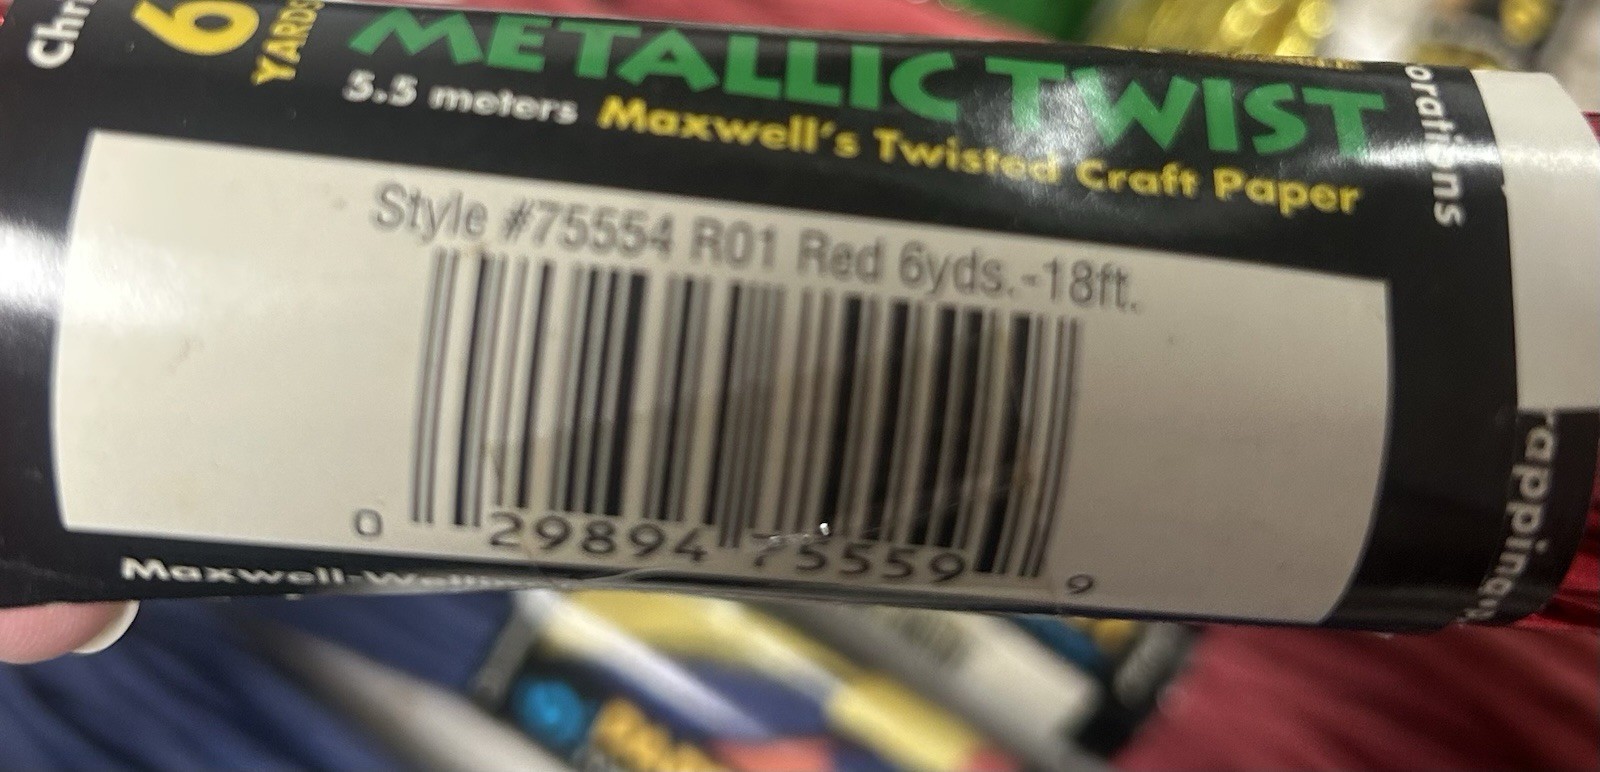 6
YARDS
METALLIC TWIST
5.5 meters Maxwell's Twisted Craft Paper
Style #75554 R01 Red 6yds.-18ft.
0 29894 75559 9